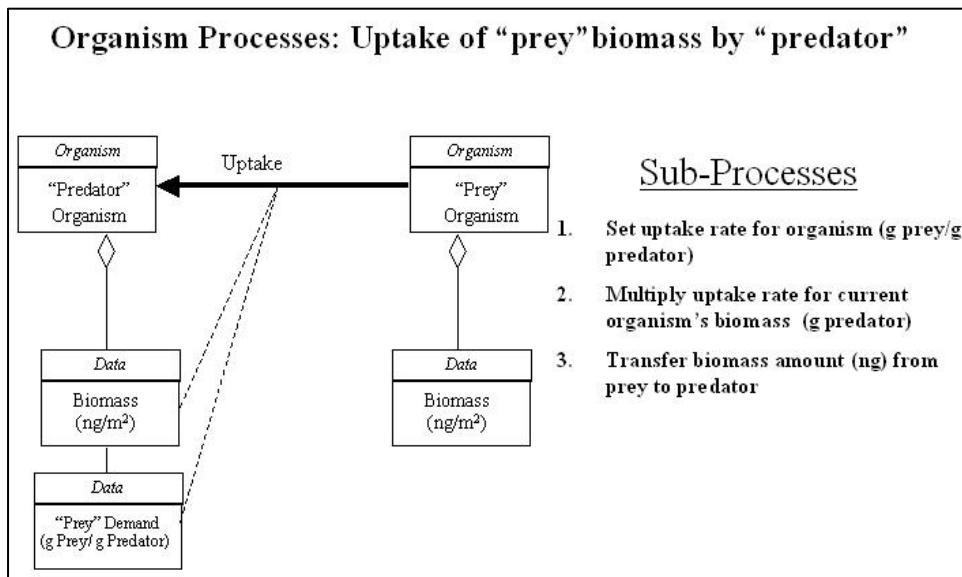 Organism Processes: Uptake of “prey”biomass by “predator”
Organism
“Predator”
Organism
Uptake
Organism
“Prey”
Organism
Data
Biomass
(ng/m²)
Data
“Prey” Demand
(g Prey/ g Predator)
Data
Biomass
(ng/m²)
Sub-Processes
1. Set uptake rate for organism (g prey/g
predator)
2. Multiply uptake rate for current
organism’s biomass (g predator)
3. Transfer biomass amount (ng) from
prey to predator